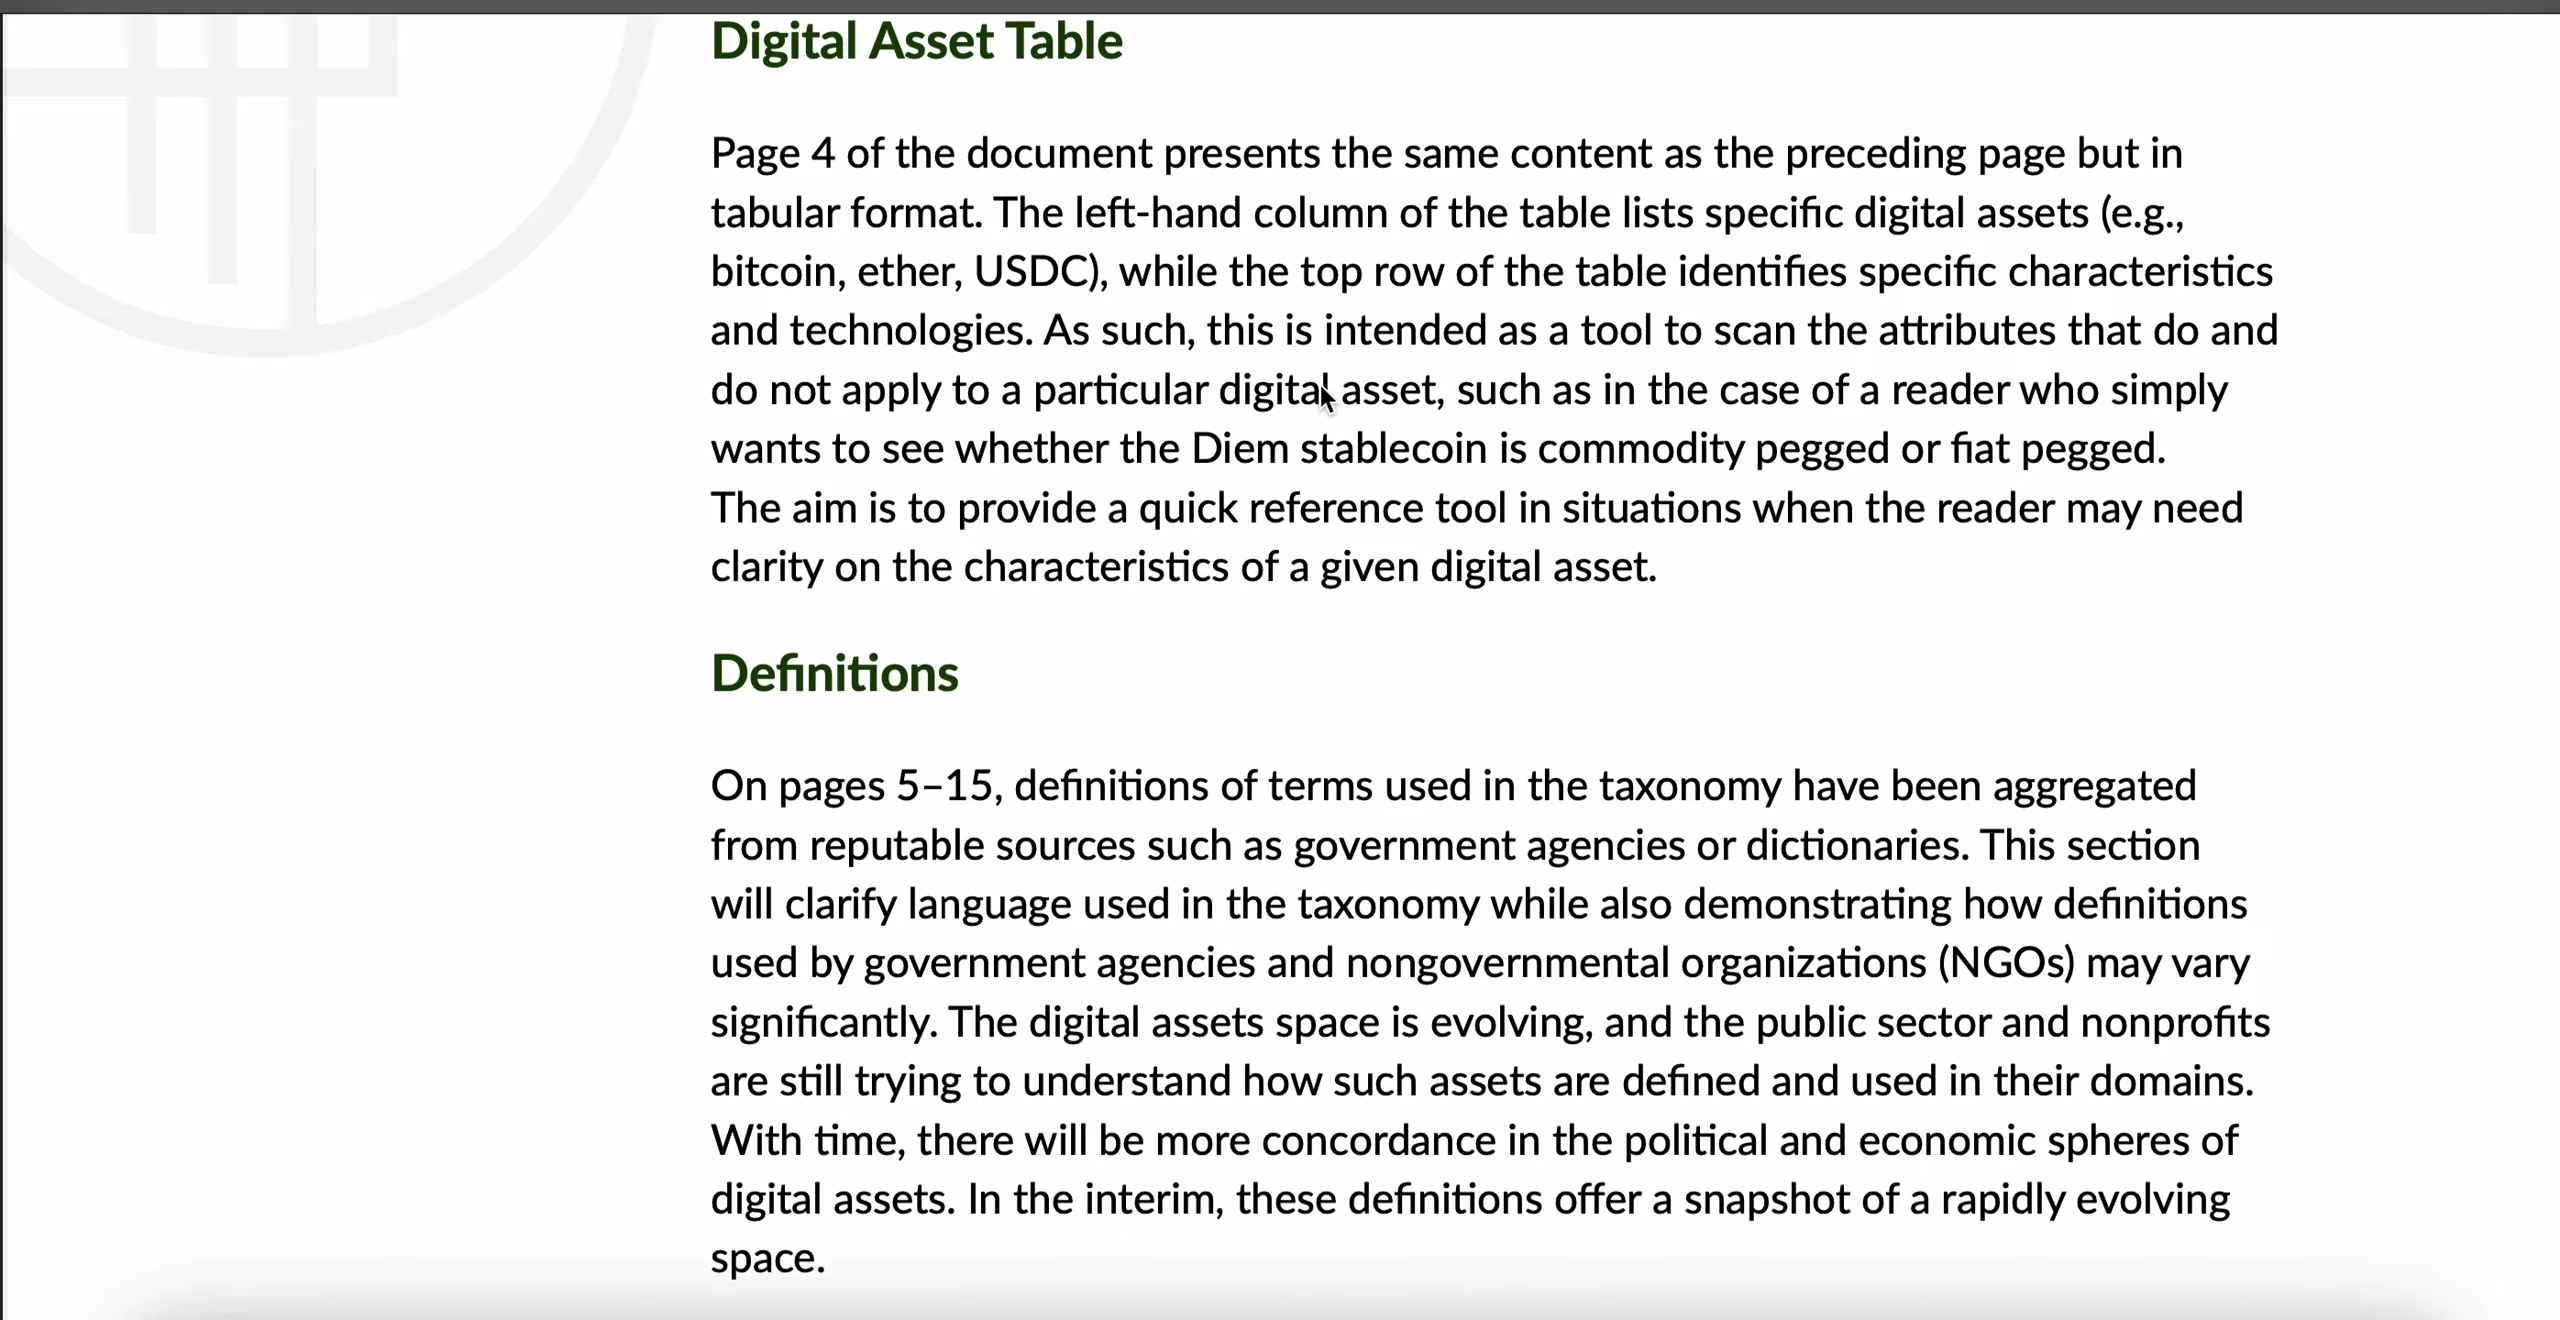 Digital Asset Table
Page 4 of the document presents the same content as the preceding page but in
tabular format. The left-hand column of the table lists specific digital assets (e.g.,
bitcoin, ether, USDC), while the top row of the table identifies specific characteristics
and technologies. As such, this is intended as a tool to scan the attributes that do and
do not apply to a particular digital asset, such as in the case of a reader who simply
wants to see whether the Diem stablecoin is commodity pegged or fiat pegged.
The aim is to provide a quick reference tool in situations when the reader may need
clarity on the characteristics of a given digital asset.
Definitions
On pages 5–15, definitions of terms used in the taxonomy have been aggregated
from reputable sources such as government agencies or dictionaries. This section
will clarify language used in the taxonomy while also demonstrating how definitions
used by government agencies and nongovernmental organizations (NGOs) may vary
significantly. The digital assets space is evolving, and the public sector and nonprofits
are still trying to understand how such assets are defined and used in their domains.
With time, there will be more concordance in the political and economic spheres of
digital assets. In the interim, these definitions offer a snapshot of a rapidly evolving
space.